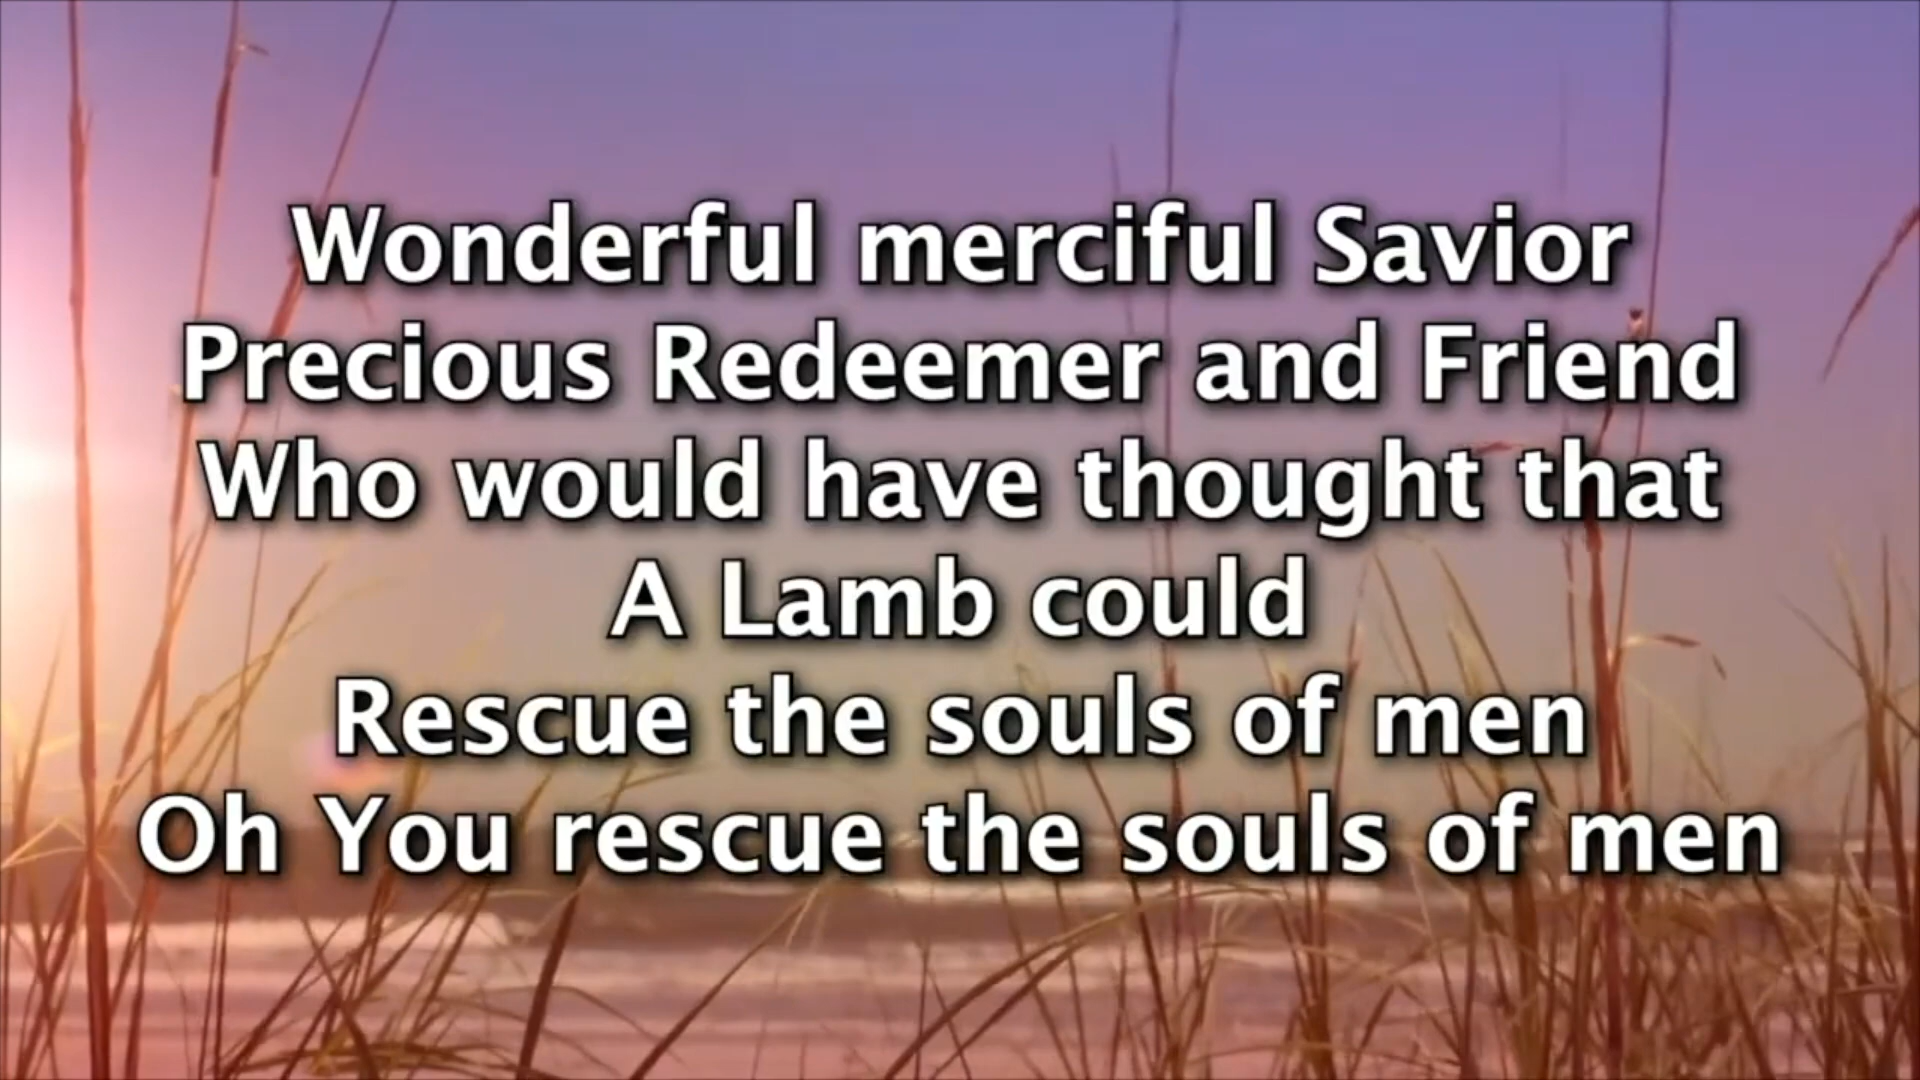 Wonderful merciful Savior
Precious Redeemer and Friend
Who would have thought that
A Lamb could
Rescue the souls of men
Oh You rescue the souls of men